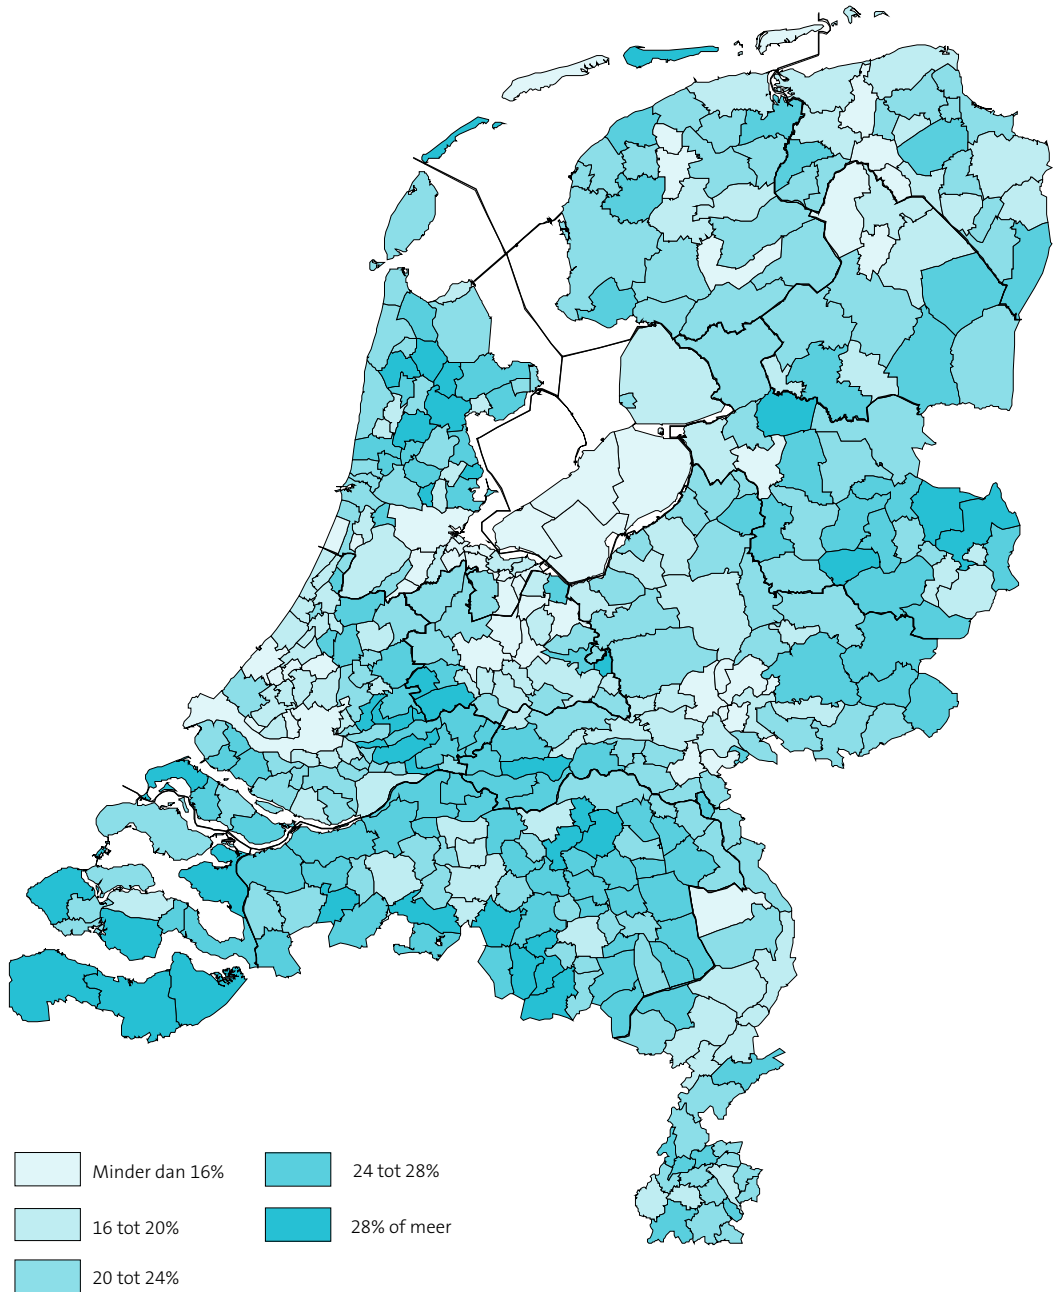 Minder dan 16%
16 tot 20%
20 tot 24%
24 tot 28%
28% of meer